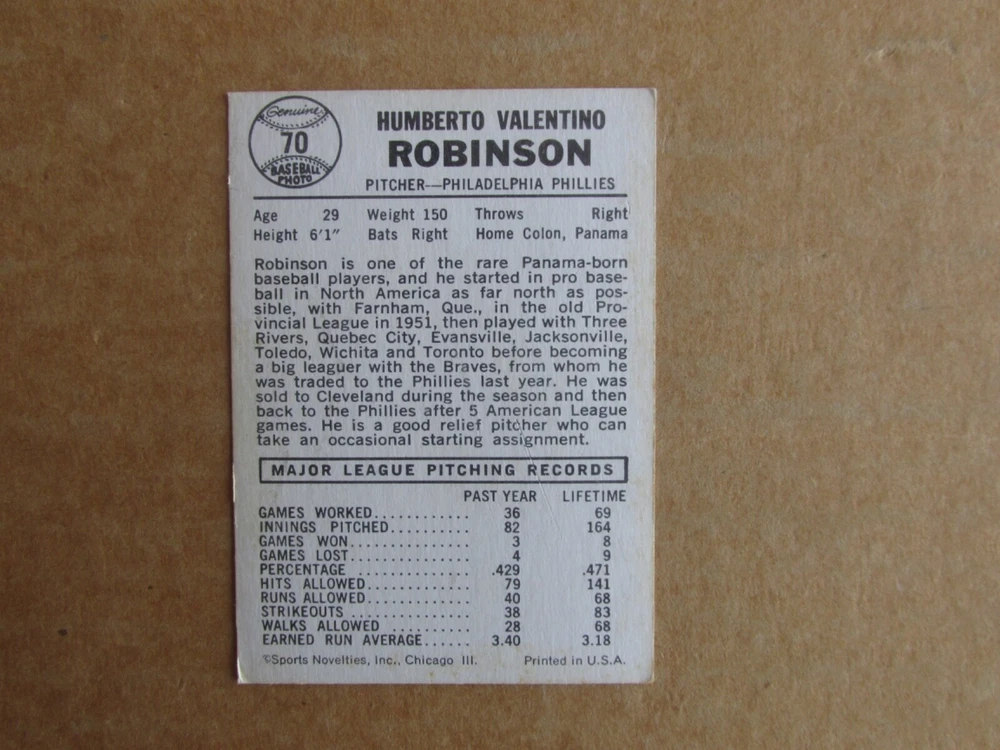 Genuine
70
BASEBALL
PHOTO
HUMBERTO VALENTINO
ROBINSON
PITCHER—PHILADELPHIA PHILLIES
Age 29 Weight 150 Throws Right
Height 6'1" Bats Right Home Colon, Panama
Robinson is one of the rare Panama-born
baseball players, and he started in pro base-
ball in North America as far north as pos-
sible, with Farnham, Que., in the old Pro-
vincial League in 1951, then played with Three
Rivers, Quebec City, Evansville, Jacksonville,
Toledo, Wichita and Toronto before becoming
a big leaguer with the Braves, from whom he
was traded to the Phillies last year. He was
sold to Cleveland during the season and then
back to the Phillies after 5 American League
games. He is a good relief pitcher who can
take an occasional starting assignment.
MAJOR LEAGUE PITCHING RECORDS
PAST YEAR LIFETIME
GAMES WORKED............ 36 69
INNINGS PITCHED.......... 82 164
GAMES WON............... 3 8
GAMES LOST............... 4 9
PERCENTAGE .............. .429 .471
HITS ALLOWED............. 79 141
RUNS ALLOWED............. 40 68
STRIKEOUTS ............... 38 83
WALKS ALLOWED .......... 28 68
EARNED RUN AVERAGE...... 3.40 3.18
©Sports Novelties, Inc., Chicago Ill. Printed in U.S.A.